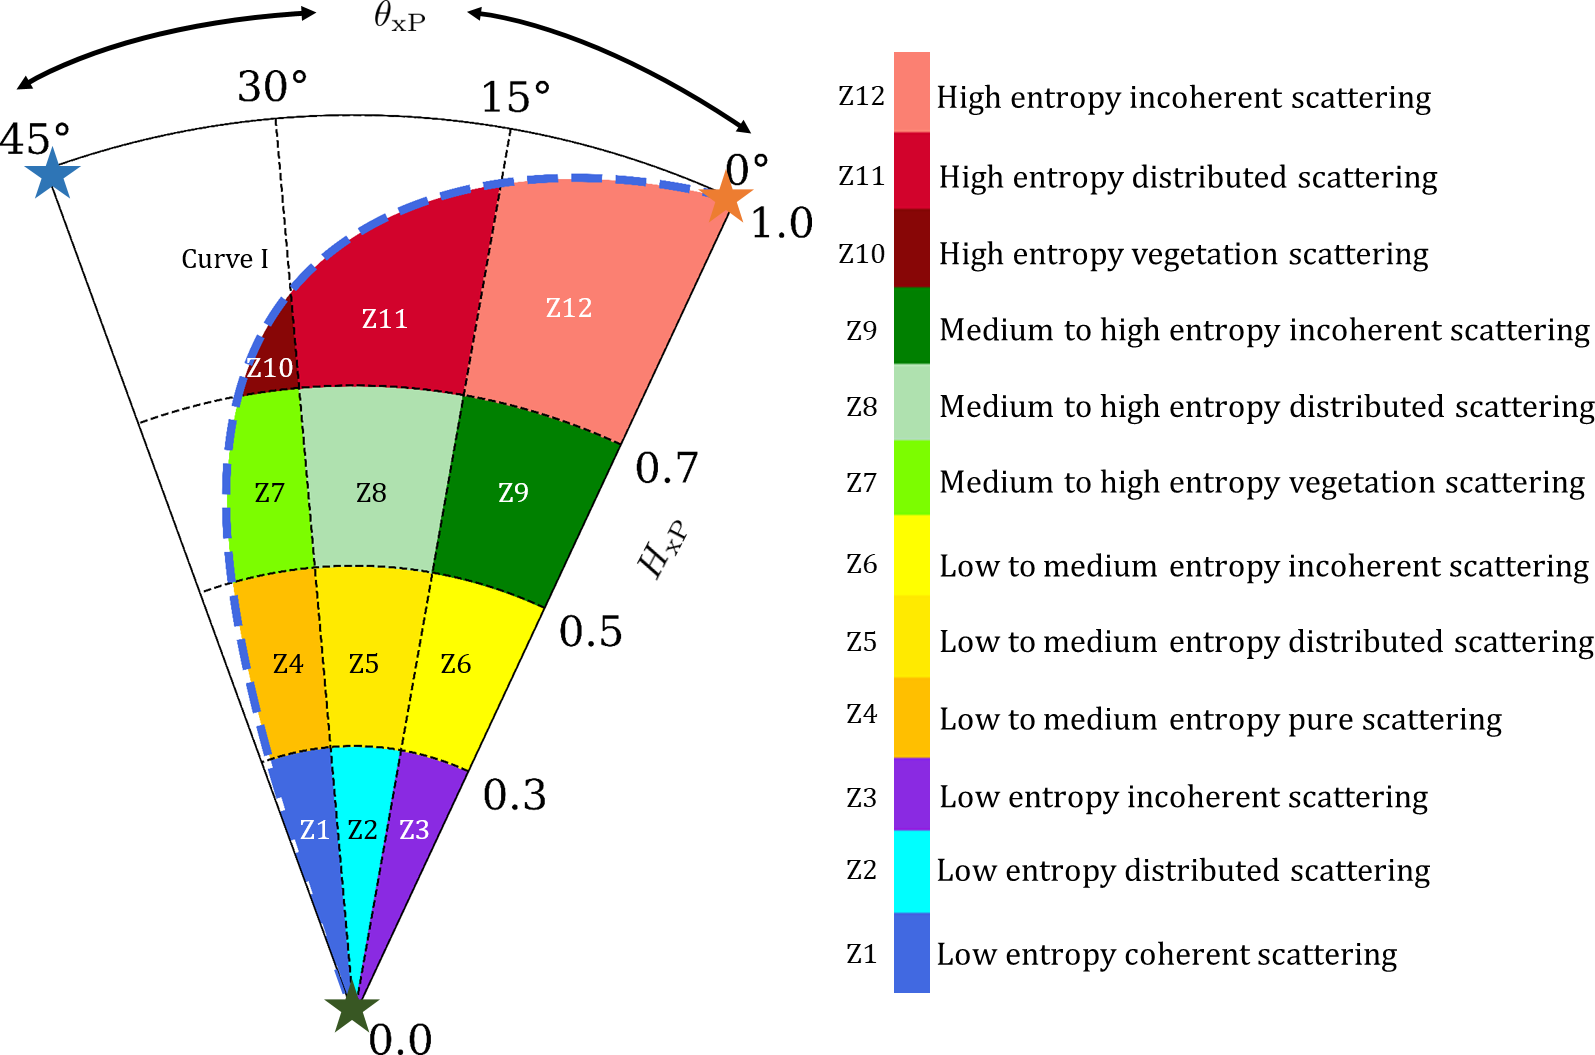 θxP
30°
15°
45°
0°
1.0
Curve I
Z11
Z12
Z10
0.7
Z7
Z8
Z9
HxP
0.5
Z4
Z5
Z6
0.3
Z1
Z2
Z3
0.0
Z12 High entropy incoherent scattering
Z11 High entropy distributed scattering
Z10 High entropy vegetation scattering
Z9 Medium to high entropy incoherent scattering
Z8 Medium to high entropy distributed scattering
Z7 Medium to high entropy vegetation scattering
Z6 Low to medium entropy incoherent scattering
Z5 Low to medium entropy distributed scattering
Z4 Low to medium entropy pure scattering
Z3 Low entropy incoherent scattering
Z2 Low entropy distributed scattering
Z1 Low entropy coherent scattering